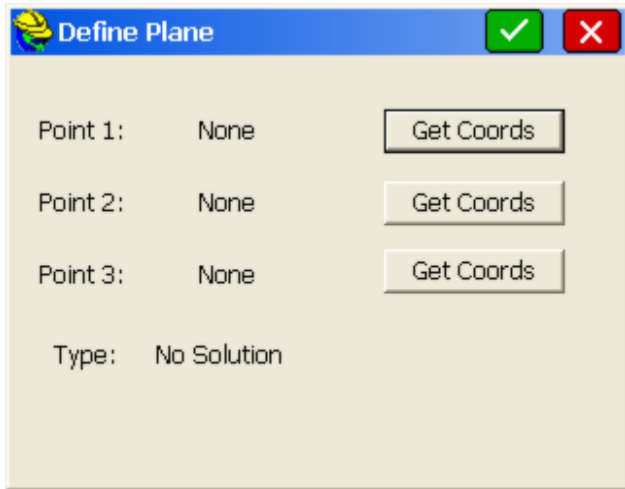 Define Plane
Point 1: None Get Coords
Point 2: None Get Coords
Point 3: None Get Coords
Type: No Solution